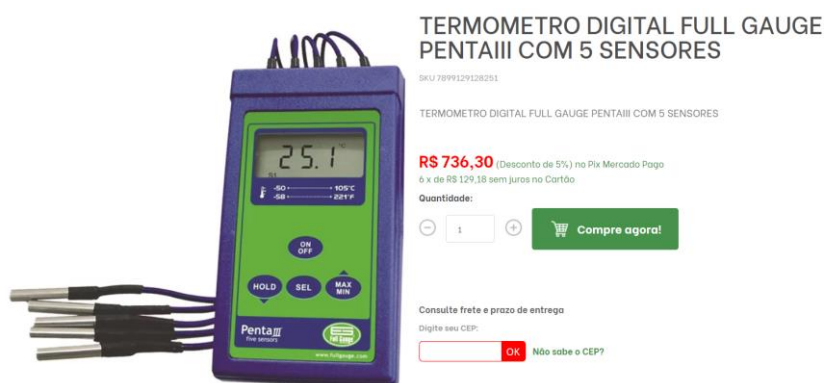 TERMOMETRO DIGITAL FULL GAUGE
PENTAIII COM 5 SENSORES
SKU 7899129128251
TERMOMETRO DIGITAL FULL GAUGE PENTAIII COM 5 SENSORES
R$ 736,30 (Desconto de 5%) no Pix Mercado Pago
6 x de R$ 129,18 sem juros no Cartão
Quantidade:
1
Compre agora!
Consulte frete e prazo de entrega
Digite seu CEP:
OK
Não sabe o CEP?
25.1 °C
-50 105°C
-58 221°F
ON
OFF
HOLD
SEL
MAX
MIN
PentaIII
five sensors
Full Gauge
www.fullgauge.com